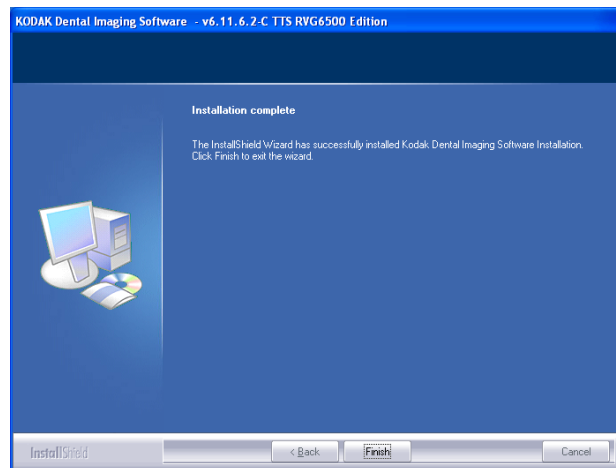 KODAK Dental Imaging Software - v6.11.6.2-C TTS RVG6500 Edition
Installation complete
The InstallShield Wizard has successfully installed Kodak Dental Imaging Software Installation.
Click Finish to exit the wizard.
InstallShield
< Back Finish Cancel